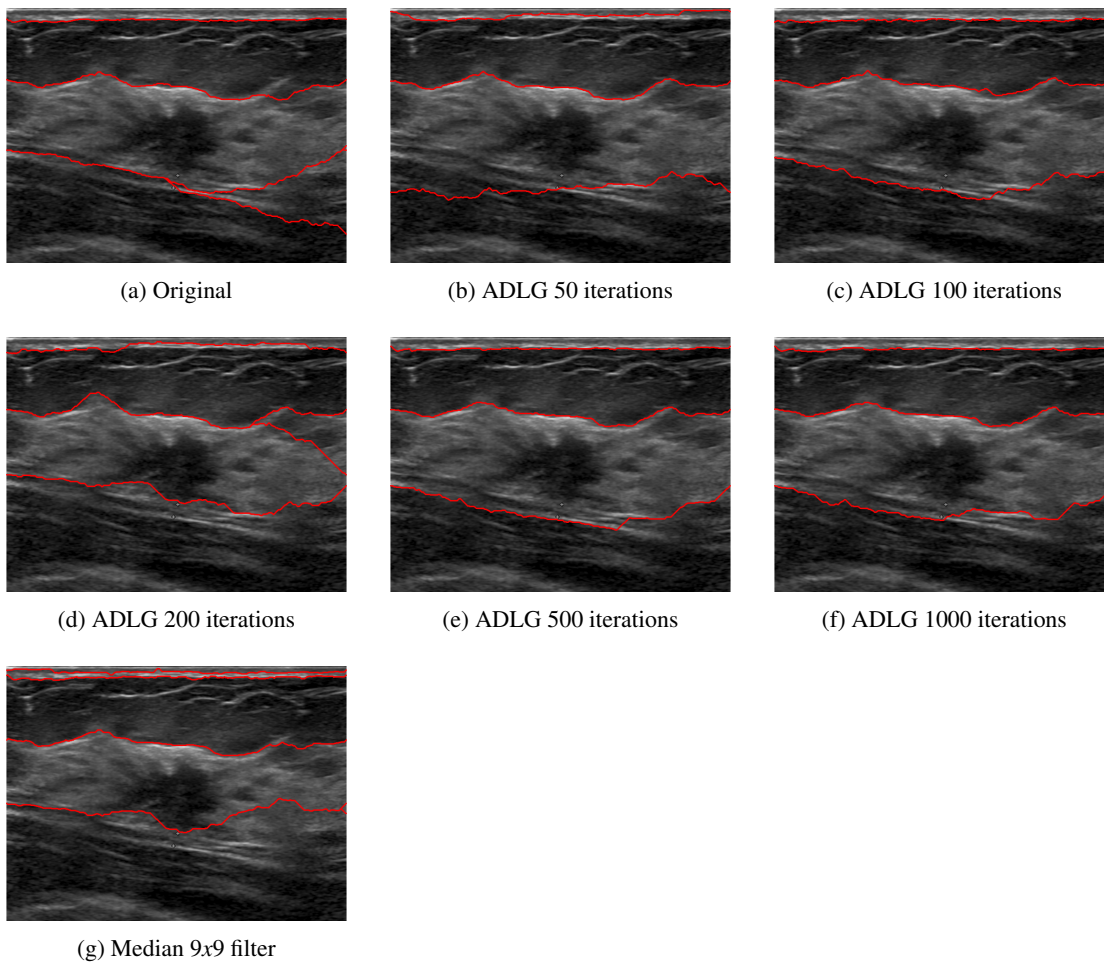 (a) Original
(b) ADLG 50 iterations
(c) ADLG 100 iterations
(d) ADLG 200 iterations
(e) ADLG 500 iterations
(f) ADLG 1000 iterations
(g) Median 9x9 filter